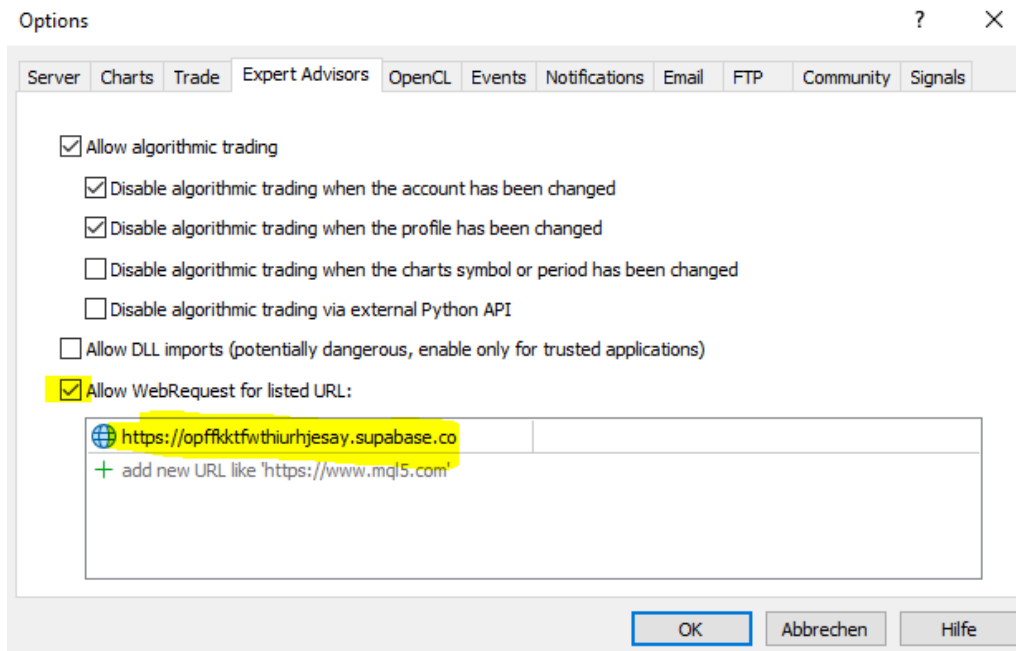 Options
Server Charts Trade Expert Advisors OpenCL Events Notifications Email FTP Community Signals
Allow algorithmic trading
Disable algorithmic trading when the account has been changed
Disable algorithmic trading when the profile has been changed
Disable algorithmic trading when the charts symbol or period has been changed
Disable algorithmic trading via external Python API
Allow DLL imports (potentially dangerous, enable only for trusted applications)
Allow WebRequest for listed URL:
https://opffkktfwthiurhjesay.supabase.co
add new URL like 'https://www.mql5.com'
OK Abbrechen Hilfe